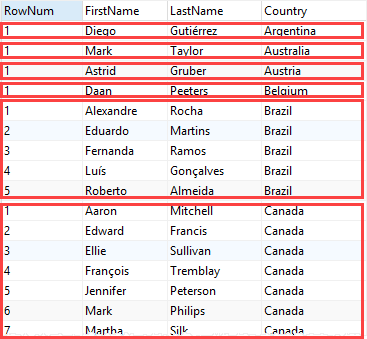 RowNum FirstName LastName Country
1 Diego Gutiérrez Argentina
1 Mark Taylor Australia
1 Astrid Gruber Austria
1 Daan Peeters Belgium
1 Alexandre Rocha Brazil
2 Eduardo Martins Brazil
3 Fernanda Ramos Brazil
4 Luís Gonçalves Brazil
5 Roberto Almeida Brazil
1 Aaron Mitchell Canada
2 Edward Francis Canada
3 Ellie Sullivan Canada
4 François Tremblay Canada
5 Jennifer Peterson Canada
6 Mark Philips Canada
7 Martha Silk Canada